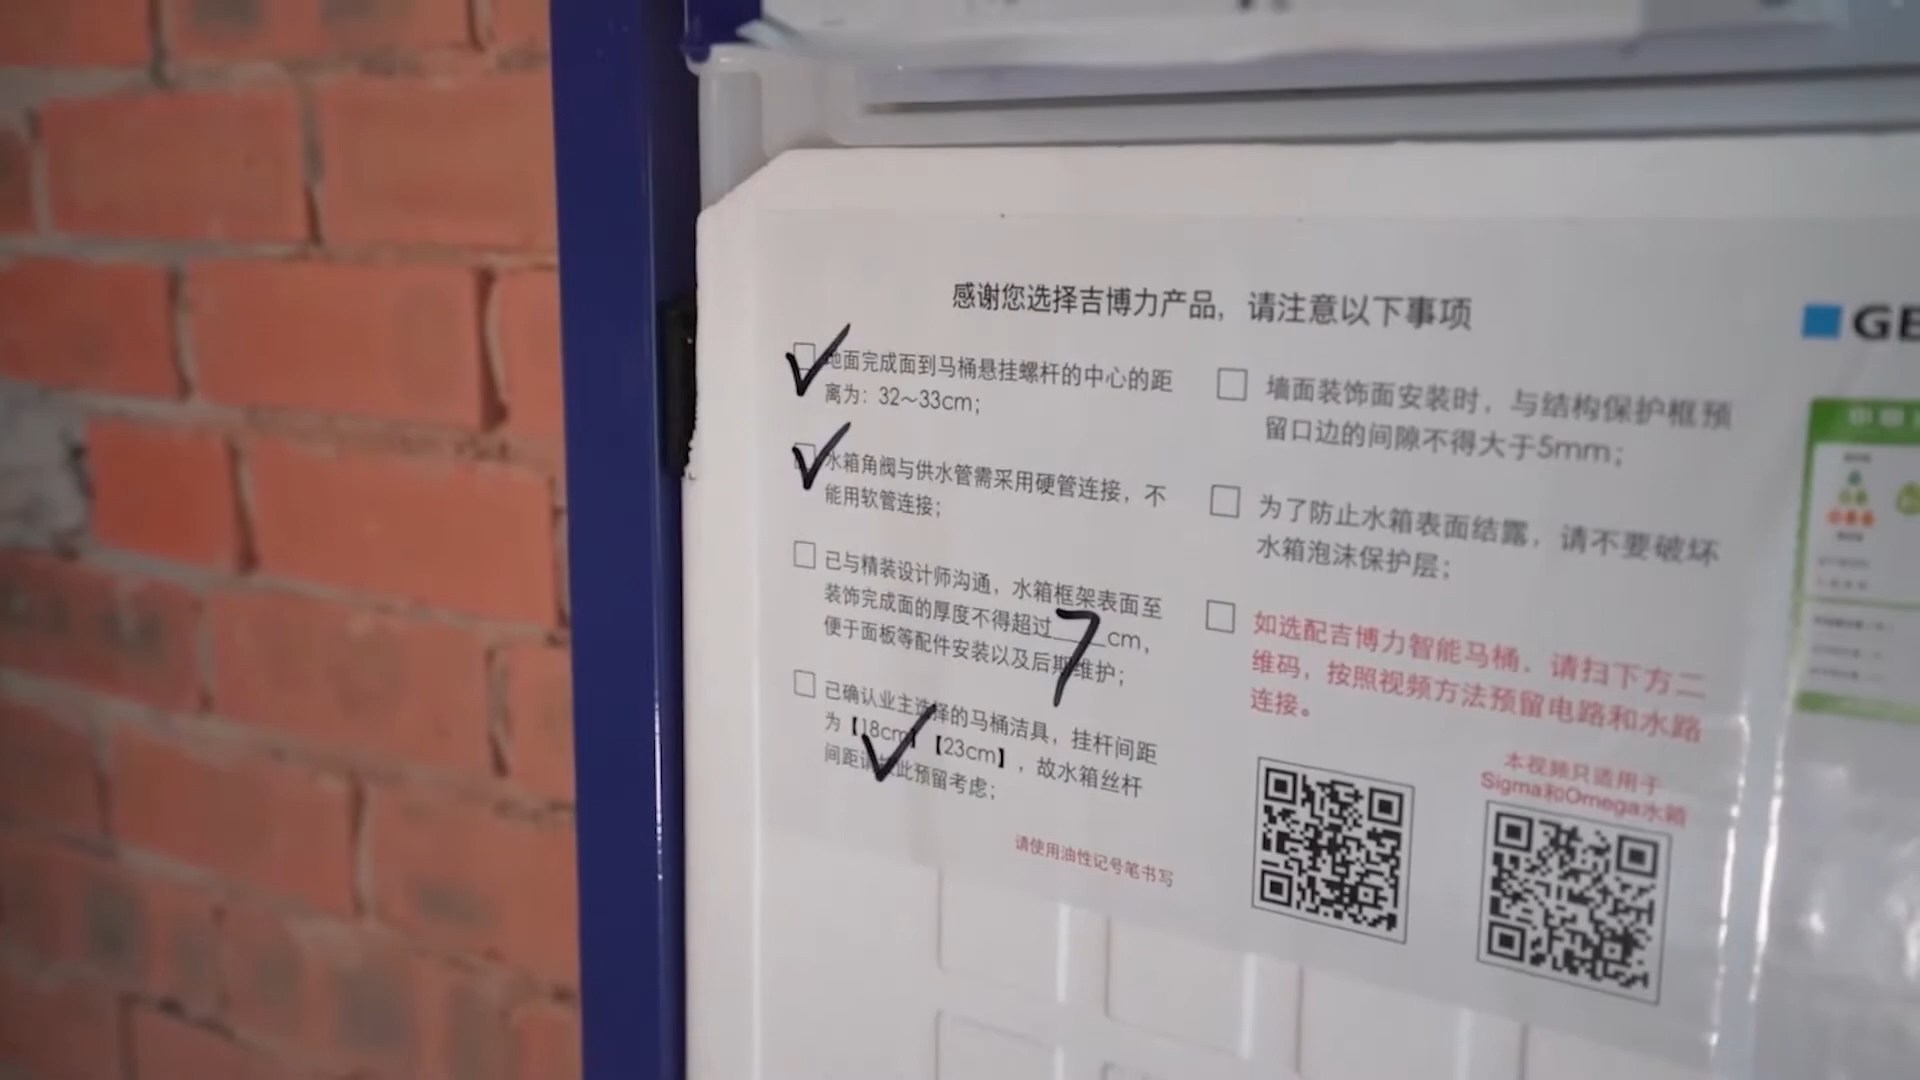 感谢您选择吉博力产品，请注意以下事项
地面完成面到马桶悬挂螺杆的中心的距
离为：32～33cm；
水箱角阀与供水管需采用硬管连接，不
能用软管连接；
已与精装设计师沟通，水箱框架表面至
装饰完成面的厚度不得超过 7 cm，
便于面板等配件安装以及后期维护；
已确认业主选择的马桶洁具，挂杆间距
为【18cm】【23cm】，故水箱丝杆
间距请按此预留考虑；
请使用油性记号笔书写
墙面装饰面安装时，与结构保护框预
留口边的间隙不得大于5mm；
为了防止水箱表面结露，请不要破坏
水箱泡沫保护层；
如选配吉博力智能马桶，请扫下方二
维码，按照视频方法预留电路和水路
连接。
本视频只适用于
Sigma和Omega水箱
GE